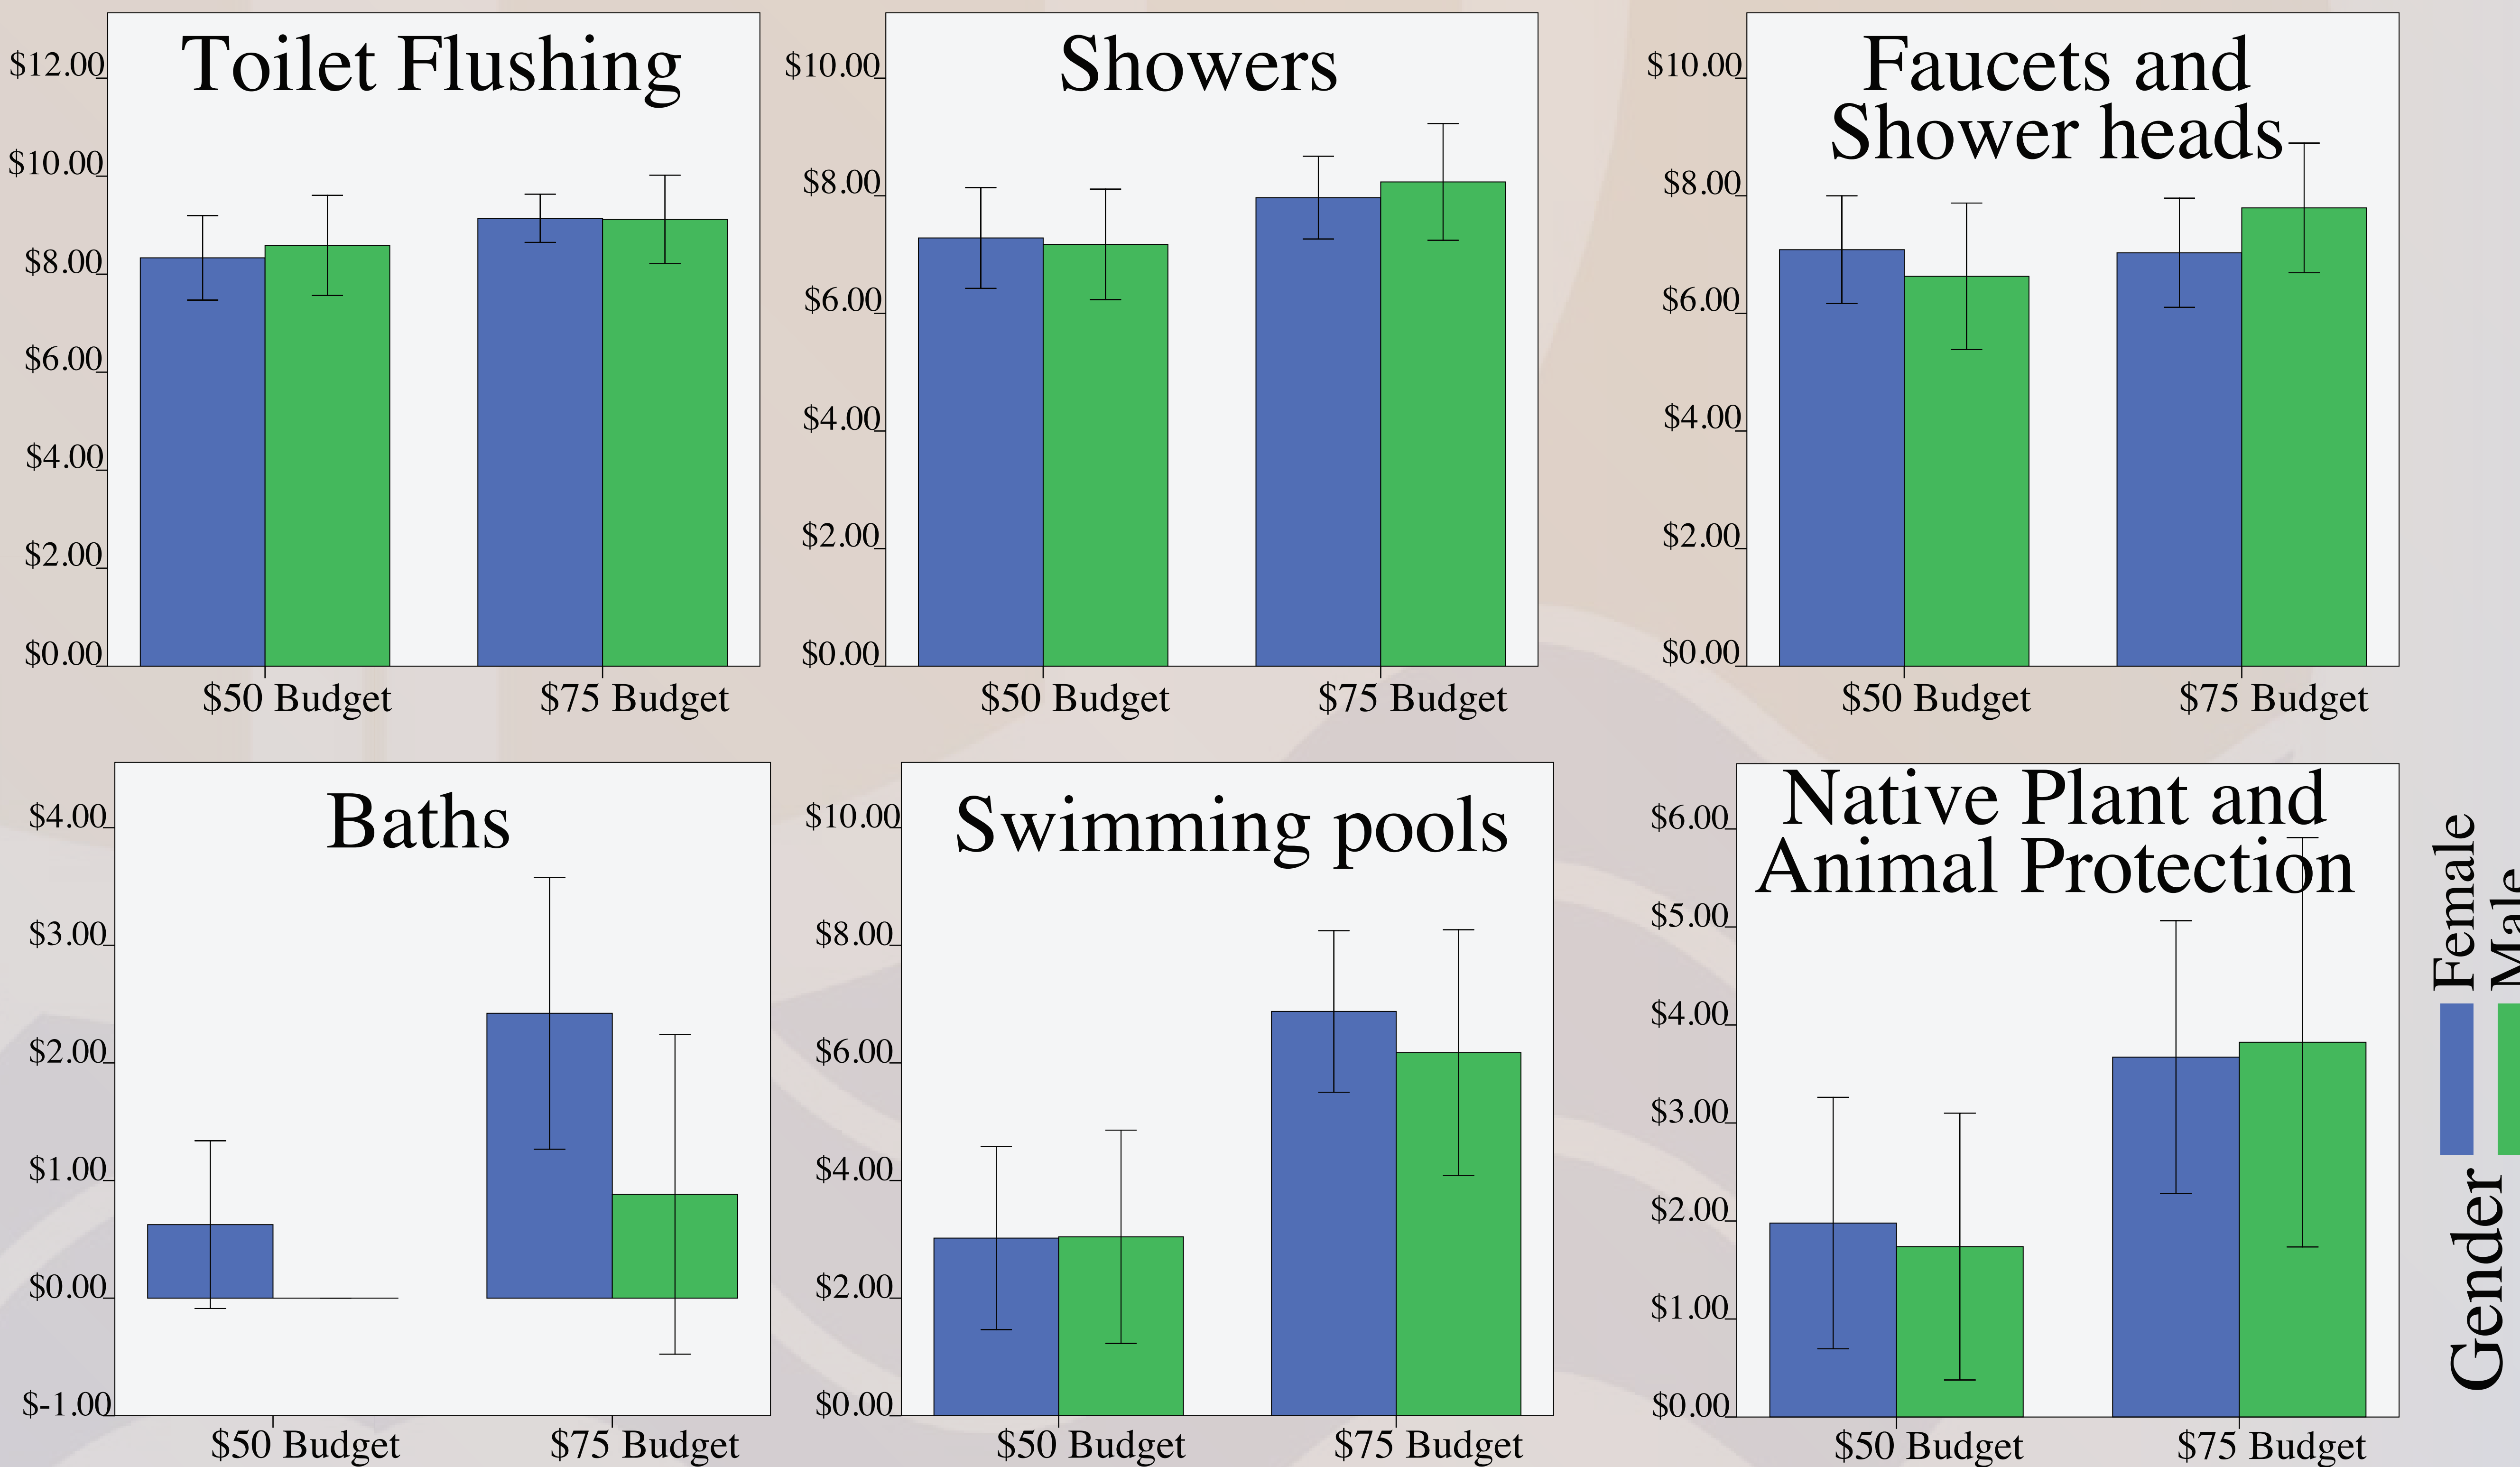 Toilet Flushing
$12.00
$10.00
$8.00
$6.00
$4.00
$2.00
$0.00
$50 Budget
$75 Budget
Showers
$10.00
$8.00
$6.00
$4.00
$2.00
$0.00
$50 Budget
$75 Budget
Faucets and
Shower heads
$10.00
$8.00
$6.00
$4.00
$2.00
$0.00
$50 Budget
$75 Budget
Baths
$4.00
$3.00
$2.00
$1.00
$0.00
$-1.00
$50 Budget
$75 Budget
Swimming pools
$10.00
$8.00
$6.00
$4.00
$2.00
$0.00
$50 Budget
$75 Budget
Native Plant and
Animal Protection
$6.00
$5.00
$4.00
$3.00
$2.00
$1.00
$0.00
$50 Budget
$75 Budget
Gender
Female
Male